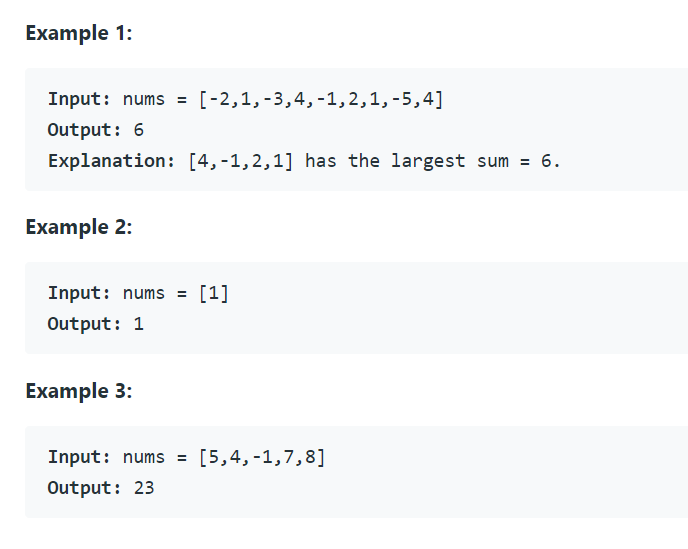 Example 1:
Input: nums = [-2,1,-3,4,-1,2,1,-5,4]
Output: 6
Explanation: [4,-1,2,1] has the largest sum = 6.
Example 2:
Input: nums = [1]
Output: 1
Example 3:
Input: nums = [5,4,-1,7,8]
Output: 23